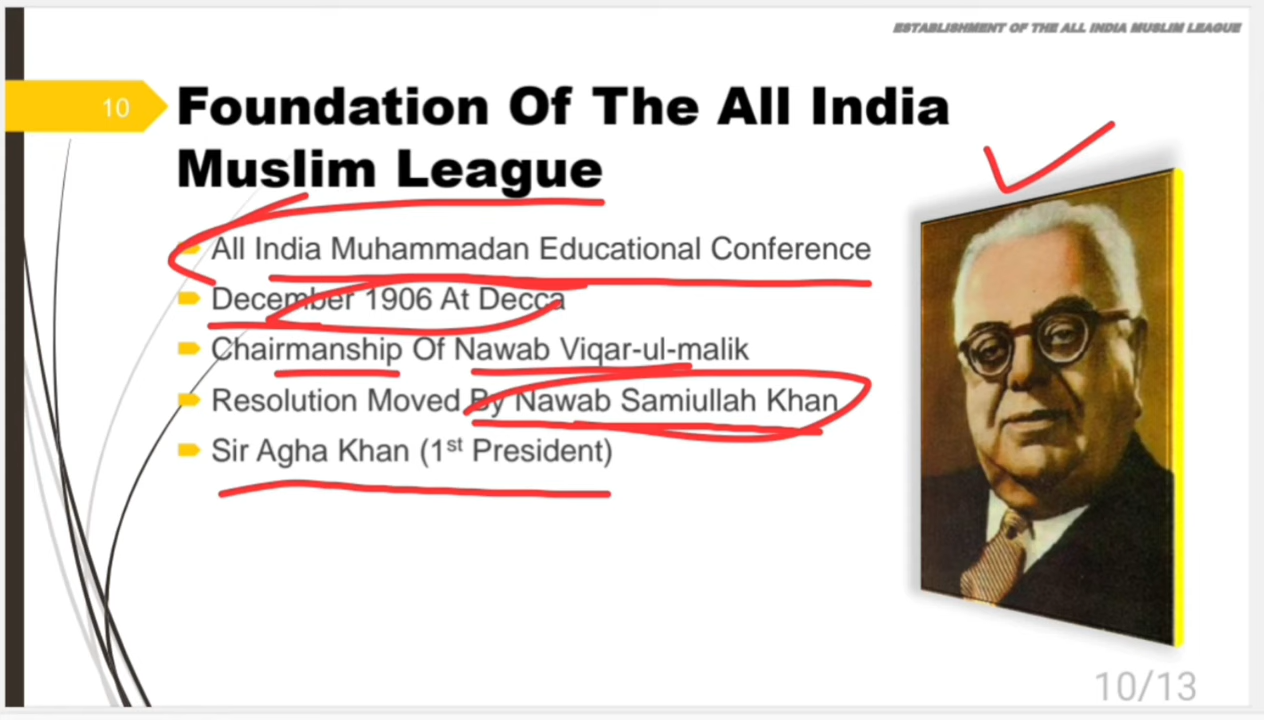 ESTABLISHMENT OF THE ALL INDIA MUSLIM LEAGUE
10
Foundation Of The All India
Muslim League
All India Muhammadan Educational Conference
December 1906 At Decca
Chairmanship Of Nawab Viqar-ul-malik
Resolution Moved By Nawab Samiullah Khan
Sir Agha Khan (1st President)
10/13